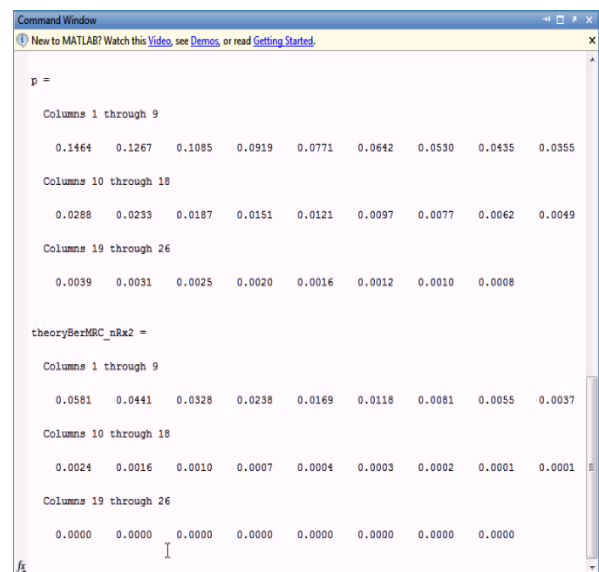 Command Window
New to MATLAB? Watch this Video, see Demos, or read Getting Started.
p =
Columns 1 through 9
0.1464 0.1267 0.1085 0.0919 0.0771 0.0642 0.0530 0.0435 0.0355
Columns 10 through 18
0.0288 0.0233 0.0187 0.0151 0.0121 0.0097 0.0077 0.0062 0.0049
Columns 19 through 26
0.0039 0.0031 0.0025 0.0020 0.0016 0.0012 0.0010 0.0008
theoryBerMRC_nRx2 =
Columns 1 through 9
0.0581 0.0441 0.0328 0.0238 0.0169 0.0118 0.0081 0.0055 0.0037
Columns 10 through 18
0.0024 0.0016 0.0010 0.0007 0.0004 0.0003 0.0002 0.0001 0.0001
Columns 19 through 26
0.0000 0.0000 0.0000 0.0000 0.0000 0.0000 0.0000 0.0000
fx